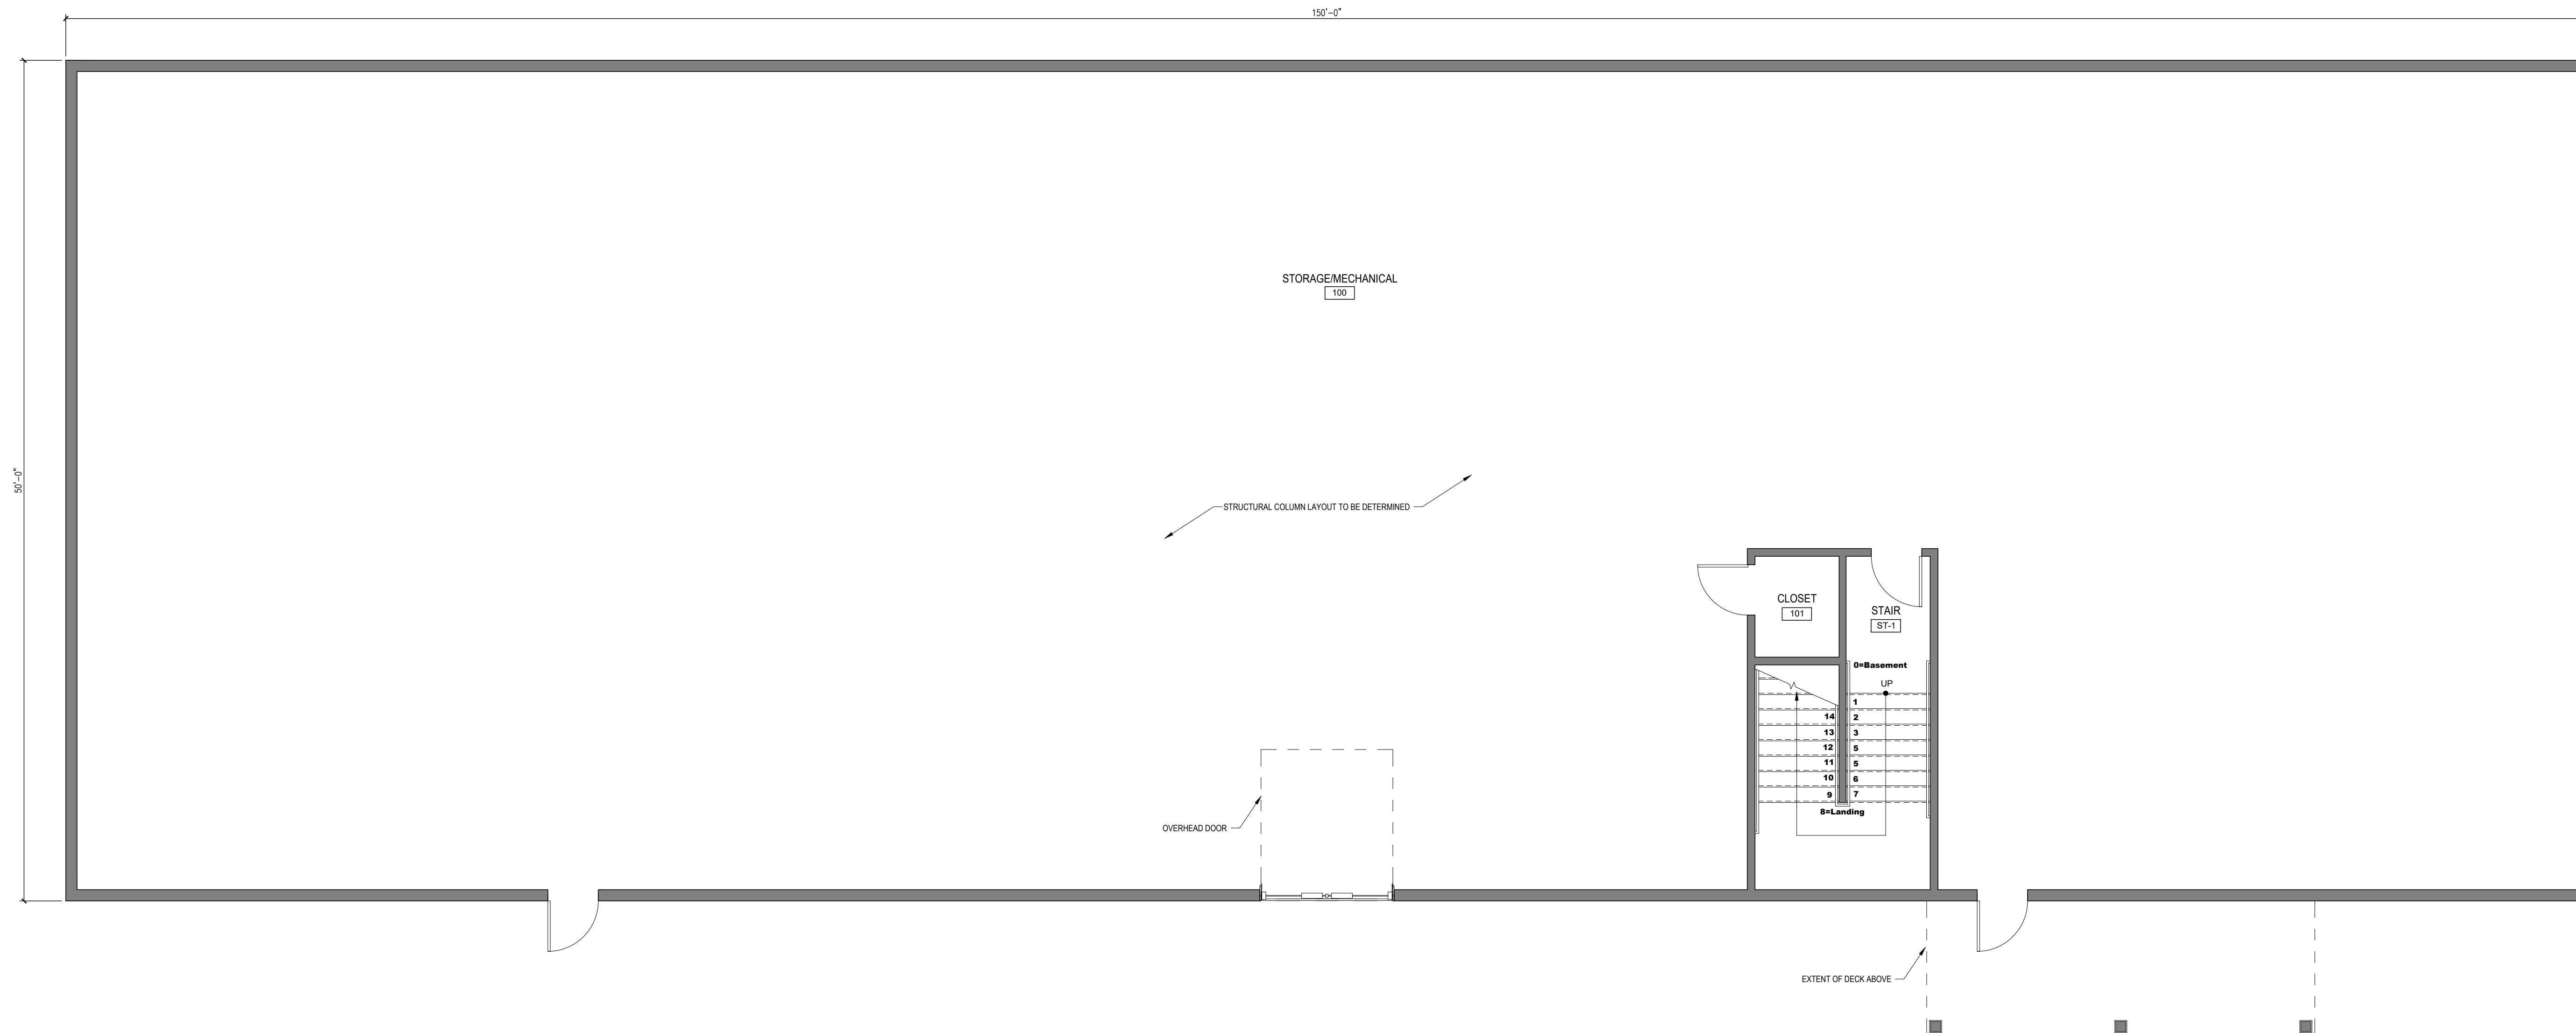 150'-0"
50'-0"
STORAGE/MECHANICAL
100
STRUCTURAL COLUMN LAYOUT TO BE DETERMINED
CLOSET
101
STAIR
ST-1
0=Basement
UP
1
14 2
13 3
12 5
11 5
10 6
9 7
8=Landing
OVERHEAD DOOR
EXTENT OF DECK ABOVE